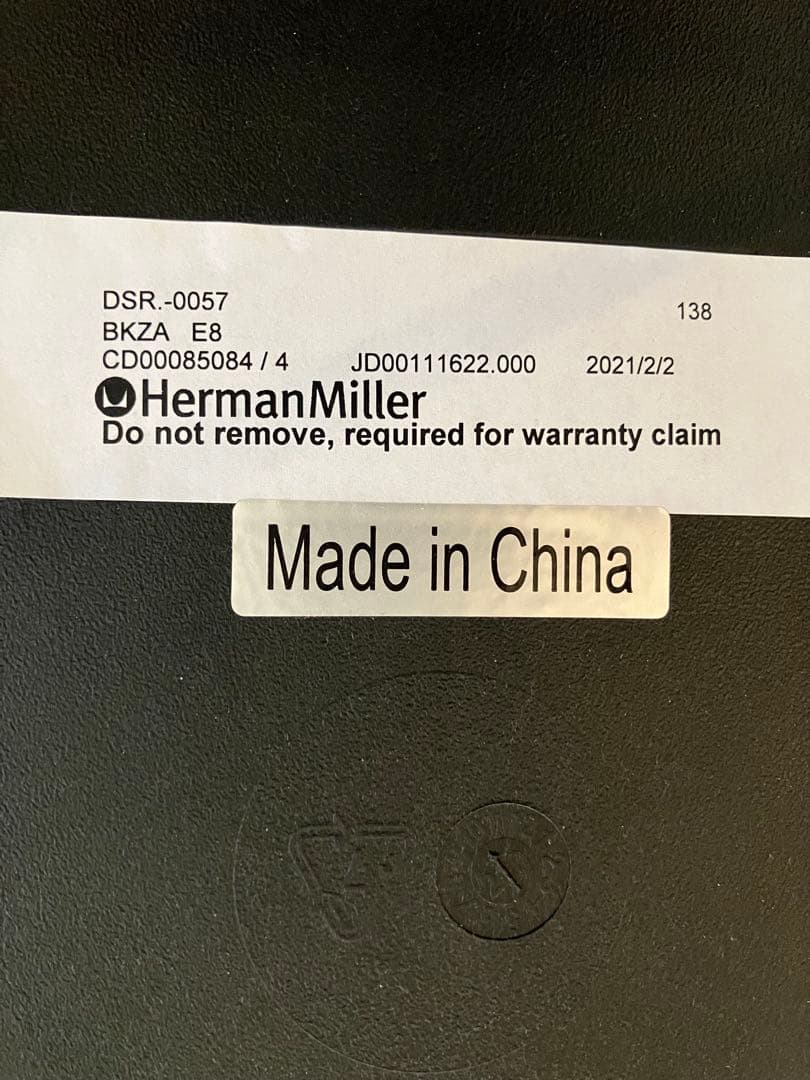 DSR.-0057
138
BKZA E8
CD00085084 / 4 JD00111622.000 2021/2/2
HermanMiller
Do not remove, required for warranty claim
Made in China